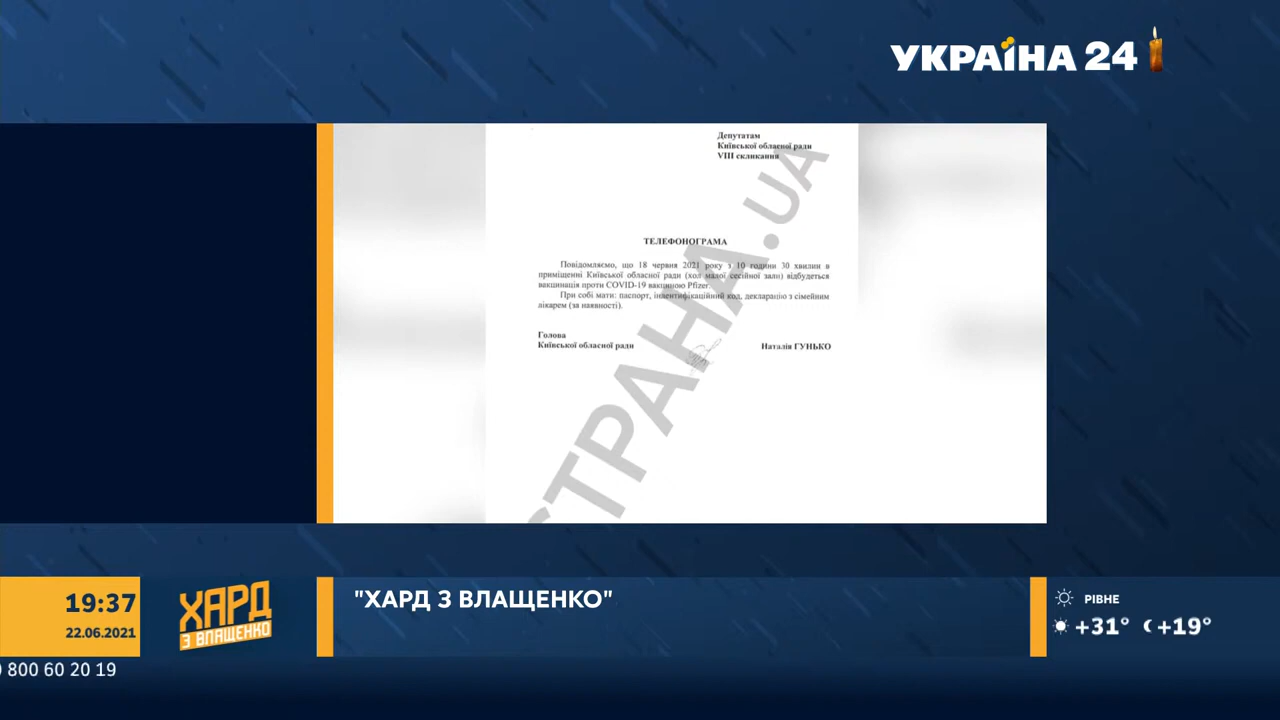 УКРАЇНА 24
Депутатам
Київської обласної ради
VIII скликання
ТЕЛЕФОНОГРАМА
Повідомляємо, що 18 червня 2021 року з 10 години 30 хвилин в
приміщенні Київської обласної ради (хол малої сесійної зали) відбудеться
вакцинація проти COVID-19 вакциною Pfizer.
При собі мати: паспорт, ідентифікаційний код, декларацію з сімейним
лікарем (за наявності).
Голова
Київської обласної ради
Наталія ГУНЬКО
СТРАНА.UA
19:37
22.06.2021
ХАРД
З ВЛАЩЕНКО
"ХАРД З ВЛАЩЕНКО"
РІВНЕ
+31° +19°
0 800 60 20 19